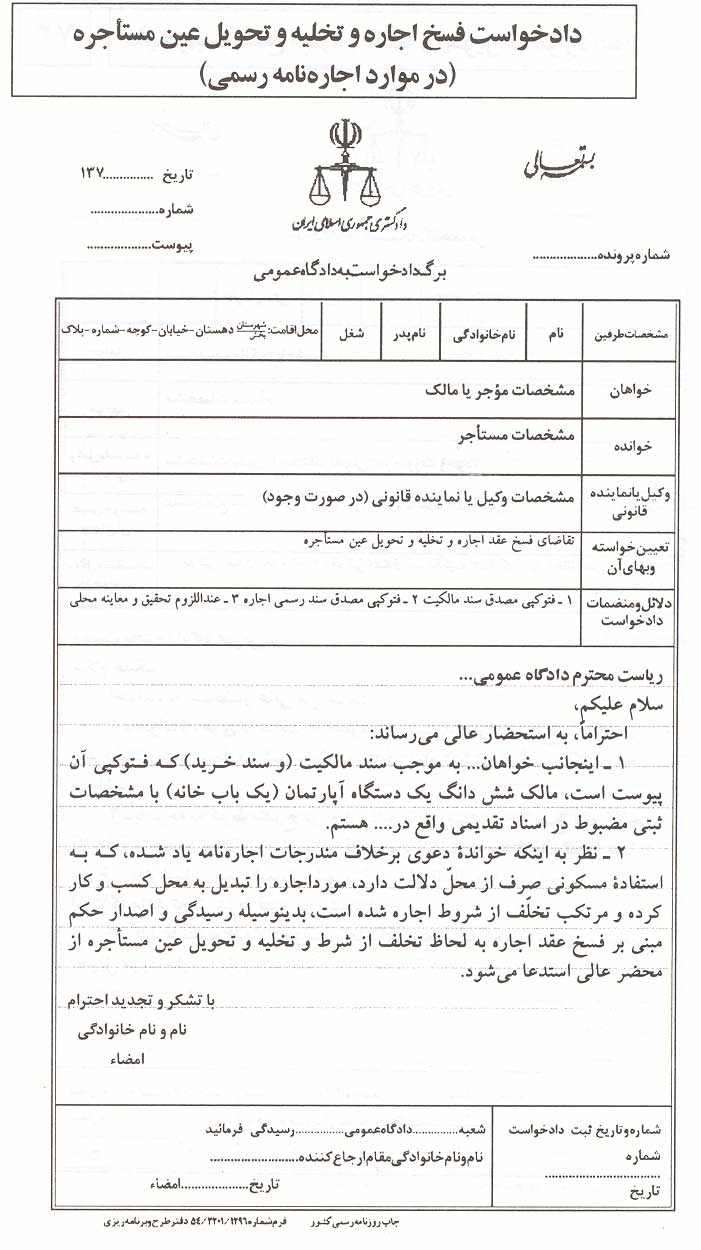 دادخواست فسخ اجاره و تخلیه و تحویل عین مستأجره
(در موارد اجاره‌نامه رسمی)
بسمه تعالی
تاریخ ............... ۱۳۷
شماره....................
پیوست...................
دادگستری جمهوری اسلامی ایران
شماره پرونده...................
برگ دادخواست به دادگاه عمومی
مشخصات طرفین
نام
نام خانوادگی
نام پدر
شغل
محل اقامت: شهرستان بخش دهستان-خیابان-کوچه-شماره-پلاک
خواهان
مشخصات مؤجر یا مالک
خوانده
مشخصات مستأجر
وکیل یا نماینده قانونی
مشخصات وکیل یا نماینده قانونی (در صورت وجود)
تعیین خواسته وبهای آن
تقاضای فسخ عقد اجاره و تخلیه و تحویل عین مستأجره
دلائل و منضمات دادخواست
۱ ـ فتوکپی مصدق سند مالکیت ۲ ـ فتوکپی مصدق سند رسمی اجاره ۳ ـ عنداللزوم تحقیق و معاینه محلی
ریاست محترم دادگاه عمومی...
سلام علیکم،
احتراماً، به استحضار عالی می‌رساند:
۱ ـ اینجانب خواهان... به موجب سند مالکیت (و سند خرید) که فتوکپی آن
پیوست است، مالک شش دانگ یک دستگاه آپارتمان (یک باب خانه) با مشخصات
ثبتی مضبوط در اسناد تقدیمی واقع در.... هستم.
۲ ـ نظر به اینکه خواندهٔ دعوی برخلاف مندرجات اجاره‌نامه یاد شده، که به
استفادهٔ مسکونی صرف از محلّ دلالت دارد، مورد اجاره را تبدیل به محل کسب و کار
کرده و مرتکب تخلّف از شروط اجاره شده است، بدینوسیله رسیدگی و اصدار حکم
مبنی بر فسخ عقد اجاره به لحاظ تخلف از شرط و تخلیه و تحویل عین مستأجره از
محضر عالی استدعا می‌شود.
با تشکر و تجدید احترام
نام و نام خانوادگی
امضاء
شماره و تاریخ ثبت دادخواست
شماره
..............................
تاریخ
شعبه..............دادگاه عمومی...............رسیدگی فرمائید
نام و نام خانوادگی مقام ارجاع کننده.........................
تاریخ....................امضاء
چاپ روزنامه رسمی کشور فرم شماره ۵۴/۳۲۰۱/۱۲۹۶ دفتر طرح و برنامه ریزی